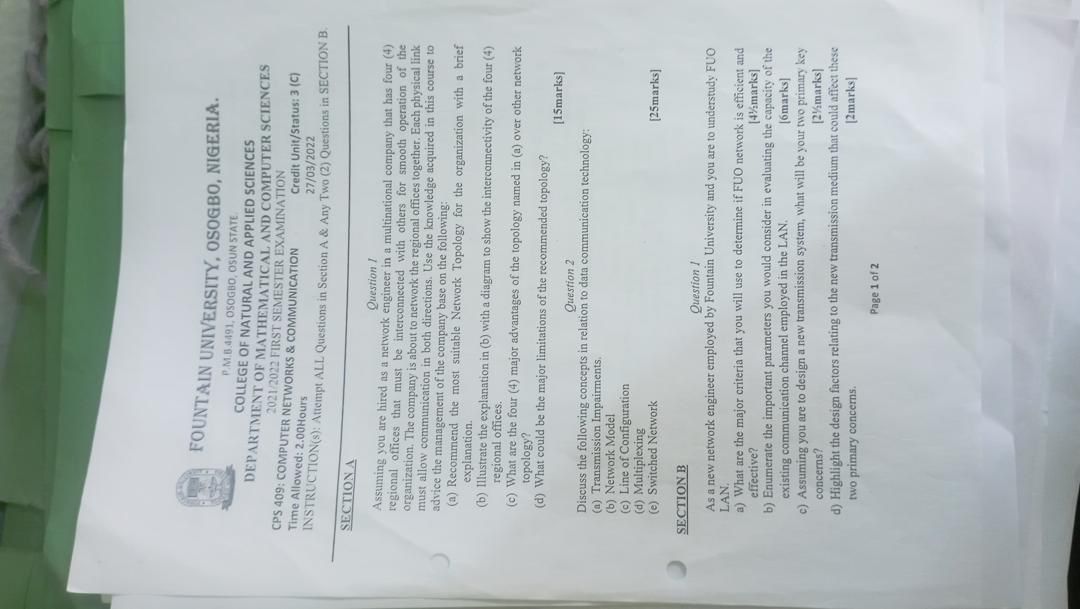 FOUNTAIN UNIVERSITY, OSOGBO, NIGERIA.
P.M.B.4491, OSOGBO, OSUN STATE
COLLEGE OF NATURAL AND APPLIED SCIENCES
DEPARTMENT OF MATHEMATICAL AND COMPUTER SCIENCES
2021/2022 FIRST SEMESTER EXAMINATION
CPS 409: COMPUTER NETWORKS & COMMUNICATION Credit Unit/Status: 3 (C)
Time Allowed: 2.00Hours 27/03/2022
INSTRUCTION(s): Attempt ALL Questions in Section A & Any Two (2) Questions in SECTION B.
SECTION A
Question 1
Assuming you are hired as a network engineer in a multinational company that has four (4)
regional offices that must be interconnected with others for smooth operation of the
organization. The company is about to network the regional offices together. Each physical link
must allow communication in both directions. Use the knowledge acquired in this course to
advice the management of the company base on the following:
(a) Recommend the most suitable Network Topology for the organization with a brief
explanation.
(b) Illustrate the explanation in (b) with a diagram to show the interconnectivity of the four (4)
regional offices.
(c) What are the four (4) major advantages of the topology named in (a) over other network
topology?
(d) What could be the major limitations of the recommended topology?
[15marks]
Question 2
Discuss the following concepts in relation to data communication technology:
(a) Transmission Impairments.
(b) Network Model
(c) Line of Configuration
(d) Multiplexing
(e) Switched Network [25marks]
SECTION B
Question 1
As a new network engineer employed by Fountain University and you are to understudy FUO
LAN.
a) What are the major criteria that you will use to determine if FUO network is efficient and
effective? [4½marks]
b) Enumerate the important parameters you would consider in evaluating the capacity of the
existing communication channel employed in the LAN. [6marks]
c) Assuming you are to design a new transmission system, what will be your two primary key
concerns? [2½marks]
d) Highlight the design factors relating to the new transmission medium that could affect these
two primary concerns. [2marks]
Page 1 of 2